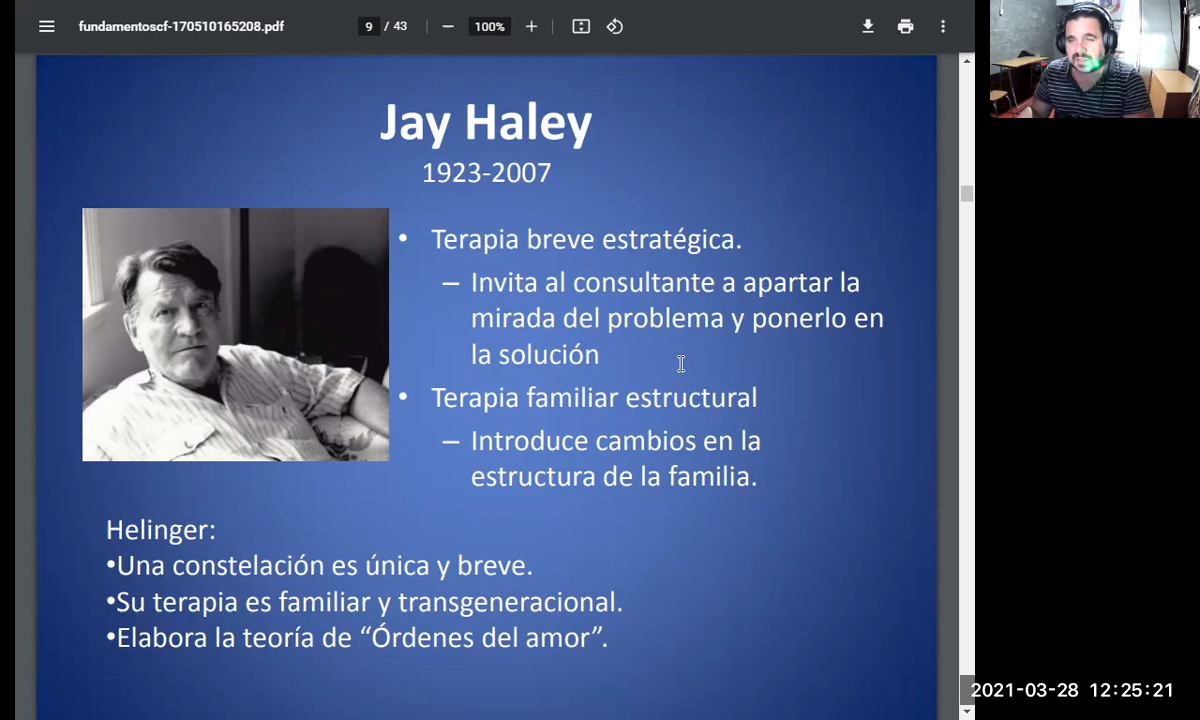 fundamentoscf-170510165208.pdf
9 / 43
100%
Jay Haley
1923-2007
• Terapia breve estratégica.
– Invita al consultante a apartar la
mirada del problema y ponerlo en
la solución
• Terapia familiar estructural
– Introduce cambios en la
estructura de la familia.
Helinger:
•Una constelación es única y breve.
•Su terapia es familiar y transgeneracional.
•Elabora la teoría de “Órdenes del amor”.
2021-03-28 12:25:21